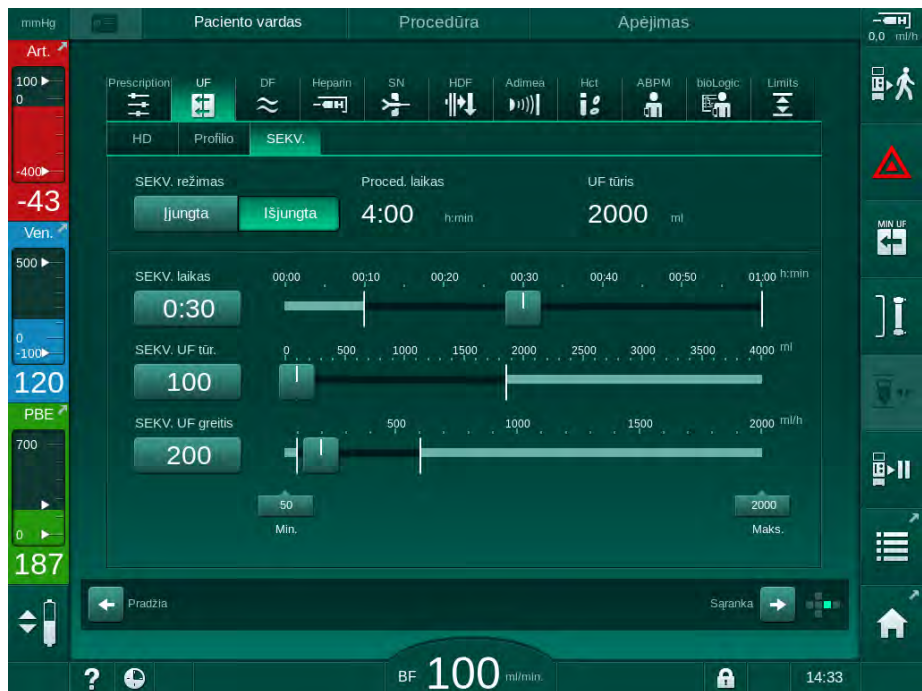 mmHg
Paciento vardas
Procedūra
Apėjimas
0,0 ml/h
Art.
100
0
-400
-43
Ven.
500
0
-100
120
PBE
700
0
187
Prescription
UF
DF
Heparin
SN
HDF
Adimea
Hct
ABPM
bioLogic
Limits
HD
Profilio
SEKV.
SEKV. režimas
Proced. laikas
UF tūris
Įjungta
Išjungta
4:00 h:min
2000 ml
SEKV. laikas
00:00 00:10 00:20 00:30 00:40 00:50 01:00 h:min
0:30
SEKV. UF tūr.
0 500 1000 1500 2000 2500 3000 3500 4000 ml
100
SEKV. UF greitis
500 1000 1500 2000 ml/h
200
50
2000
Min.
Maks.
MIN UF
Pradžia
Sąranka
? BF 100 ml/min.
14:33